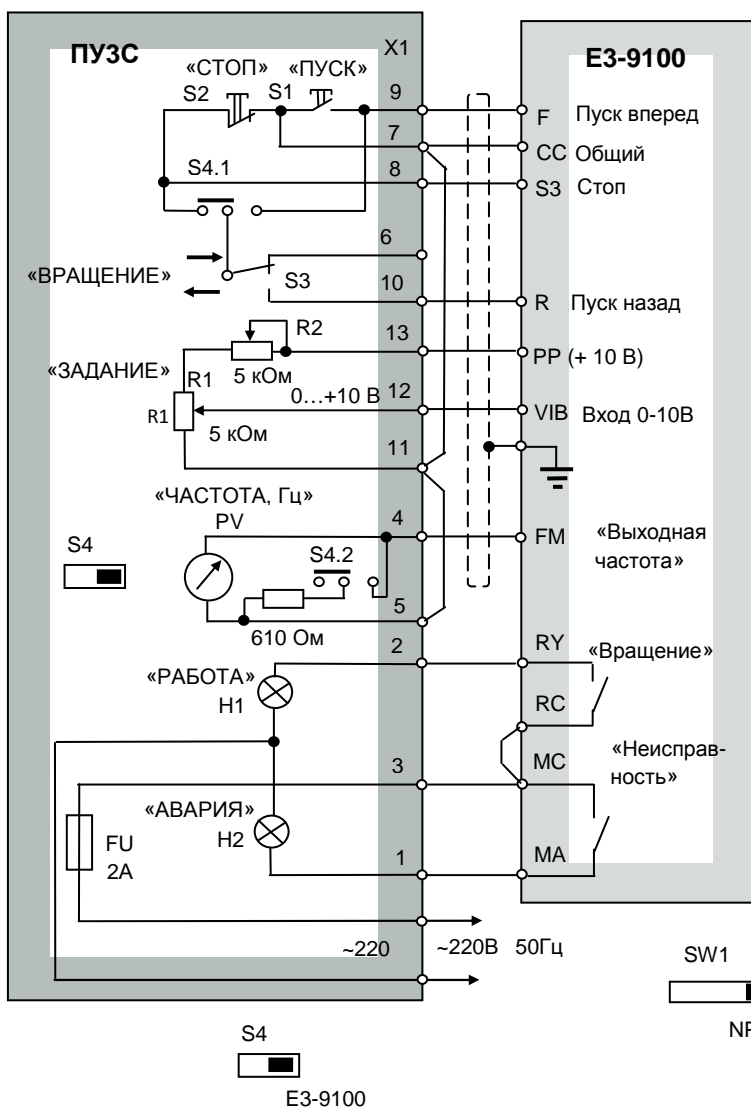 ПУ3С
X1
Е3-9100
«СТОП» «ПУСК»
S2
S1
9
F
Пуск вперед
7
CC Общий
S4.1
8
S3 Стоп
6
«ВРАЩЕНИЕ»
S3
10
R
Пуск назад
R2
13
PP (+ 10 В)
«ЗАДАНИЕ»
R1
5 кОм
0…+10 В
12
R1
VIB Вход 0-10В
5 кОм
11
«ЧАСТОТА, Гц»
PV
4
FM
«Выходная
частота»
S4
S4.2
5
610 Ом
2
RY
«Вращение»
«РАБОТА»
H1
RC
3
MC
«Неисправ-
ность»
«АВАРИЯ»
FU
H2
2А
1
MA
~220
~220В 50Гц
SW1
S4
Е3-9100